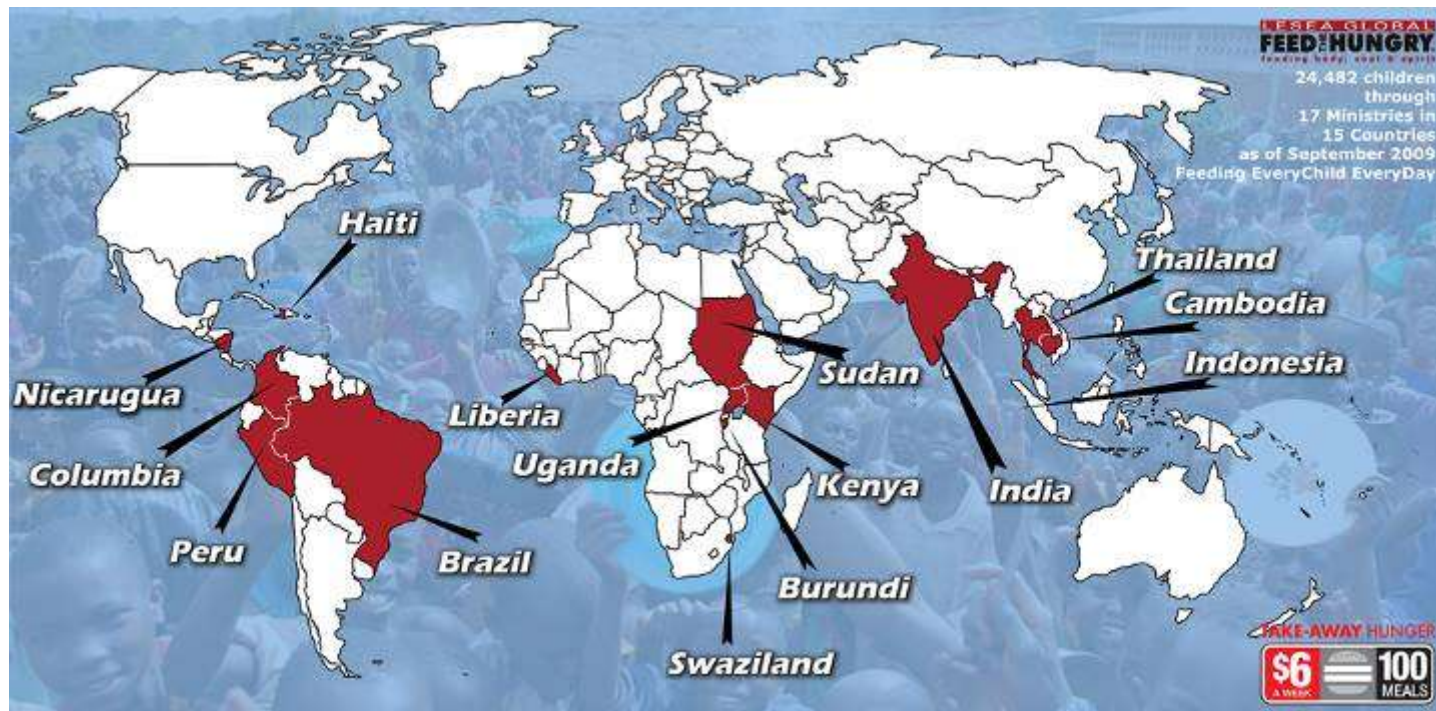 LESEA GLOBAL
FEED THE HUNGRY
feeding body, soul & spirit
24,482 children
through
17 Ministries in
15 Countries
as of September 2009
Feeding EveryChild EveryDay
Haiti
Thailand
Cambodia
Indonesia
Nicarugua
Sudan
Liberia
Columbia
Uganda
Kenya
India
Peru
Brazil
Burundi
Swaziland
TAKE-AWAY HUNGER
$6 100
A WEEK MEALS